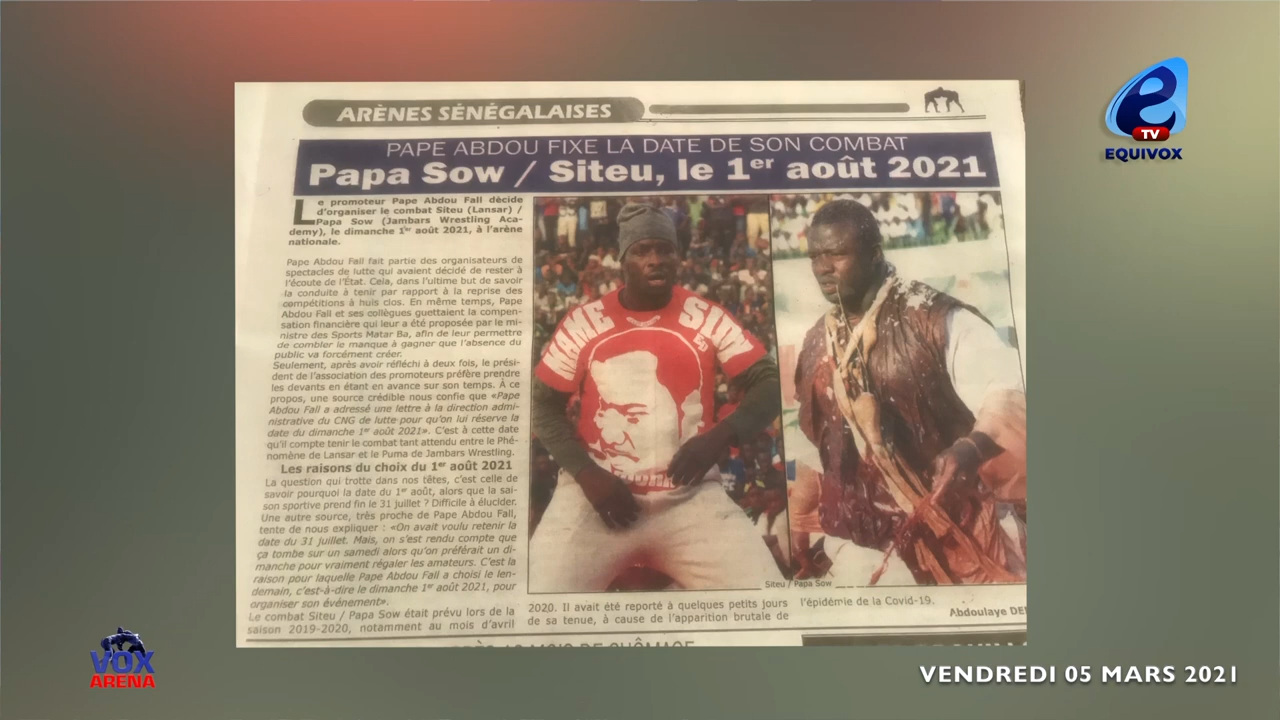 ARÈNES SÉNÉGALAISES
PAPE ABDOU FIXE LA DATE DE SON COMBAT
Papa Sow / Siteu, le 1er août 2021
Le promoteur Pape Abdou Fall décide
d'organiser le combat Siteu (Lansar) /
Papa Sow (Jambars Wrestling Aca-
demy), le dimanche 1er août 2021, à l'arène
nationale.
Pape Abdou Fall fait partie des organisateurs de
spectacles de lutte qui avaient décidé de rester à
l'écoute de l'État. Cela, dans l'ultime but de savoir
la conduite à tenir par rapport à la reprise des
compétitions à huis clos. En même temps, Pape
Abdou Fall et ses collègues guettaient la compen-
sation financière qui leur a été proposée par le mi-
nistre des Sports Matar Ba, afin de leur permettre
de combler le manque à gagner que l'absence du
public va forcément créer.
Seulement, après avoir réfléchi à deux fois, le prési-
dent de l'association des promoteurs préfère prendre
les devants en étant en avance sur son temps. À ce
propos, une source crédible nous confie que «Pape
Abdou Fall a adressé une lettre à la direction admi-
nistrative du CNG de lutte pour qu'on lui réserve la
date du dimanche 1er août 2021». C'est à cette date
qu'il compte tenir le combat tant attendu entre le Phé-
nomène de Lansar et le Puma de Jambars Wrestling.
Les raisons du choix du 1er août 2021
La question qui trotte dans nos têtes, c'est celle de
savoir pourquoi la date du 1er août, alors que la sai-
son sportive prend fin le 31 juillet ? Difficile à élucider.
Une autre source, très proche de Pape Abdou Fall,
tente de nous expliquer : «On avait voulu retenir la
date du 31 juillet. Mais, on s'est rendu compte que
ça tombe sur un samedi alors qu'on préférait un di-
manche pour vraiment régaler les amateurs. C'est la
raison pour laquelle Pape Abdou Fall a choisi le len-
demain, c'est-à-dire le dimanche 1er août 2021, pour
organiser son événement».
Le combat Siteu / Papa Sow était prévu lors de la
saison 2019-2020, notamment au mois d'avril
MAME
Siteu / Papa Sow
2020. Il avait été reporté à quelques petits jours
de sa tenue, à cause de l'apparition brutale de
l'épidémie de la Covid-19.
Abdoulaye
e
TV
EQUIVOX
VOX
ARENA
VENDREDI 05 MARS 2021